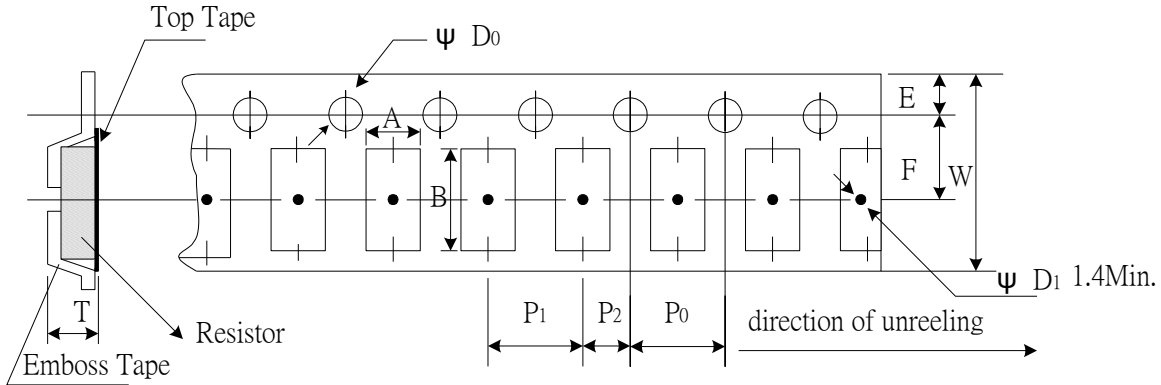 Top Tape
ψ D0
A
E
B
F
W
ψ D1 1.4Min.
T
P1
P2
P0
Resistor
direction of unreeling
Emboss Tape